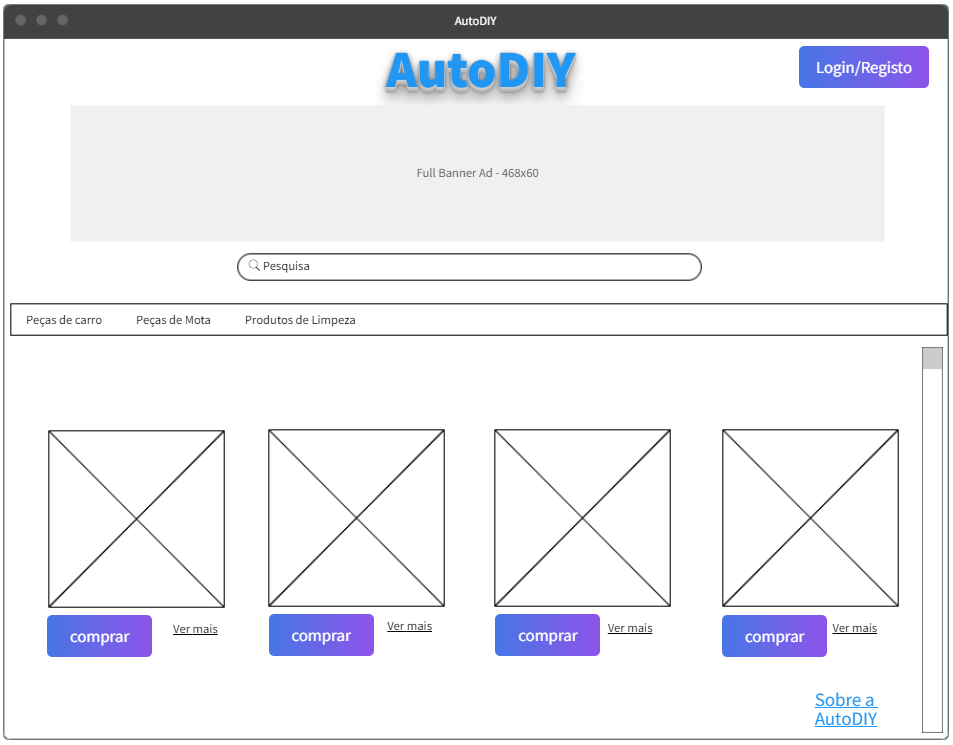 AutoDIY
AutoDIY
Login/Registo
Full Banner Ad - 468x60
Pesquisa
Peças de carro
Peças de Mota
Produtos de Limpeza
comprar
Ver mais
comprar
Ver mais
comprar
Ver mais
comprar
Ver mais
Sobre a
AutoDIY